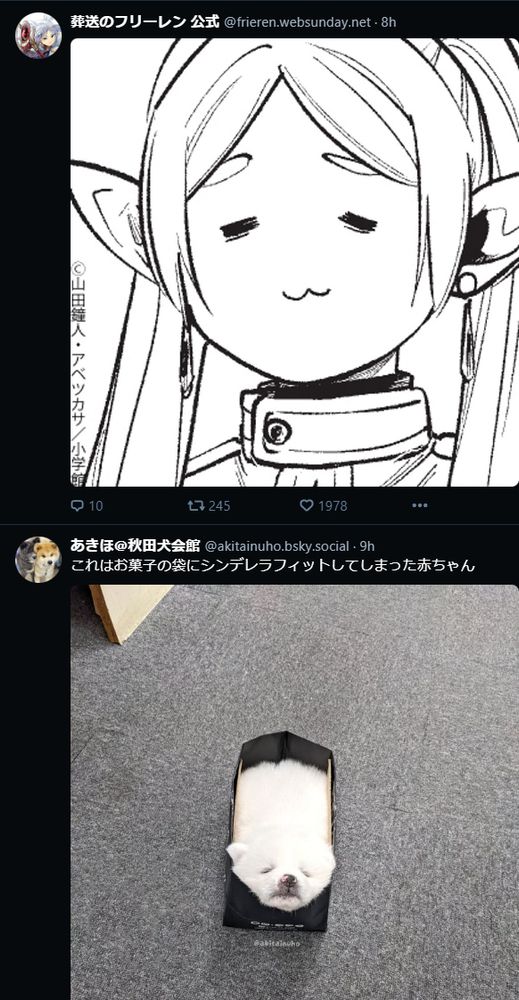 葬送のフリーレン 公式 @frieren.websunday.net · 8h
©山田鐘人・アベツカサ／小学館
10 245 1978 •••
あきほ@秋田犬会館 @akitainuho.bsky.social · 9h
これはお菓子の袋にシンデレラフィットしてしまった赤ちゃん
@akitainuho